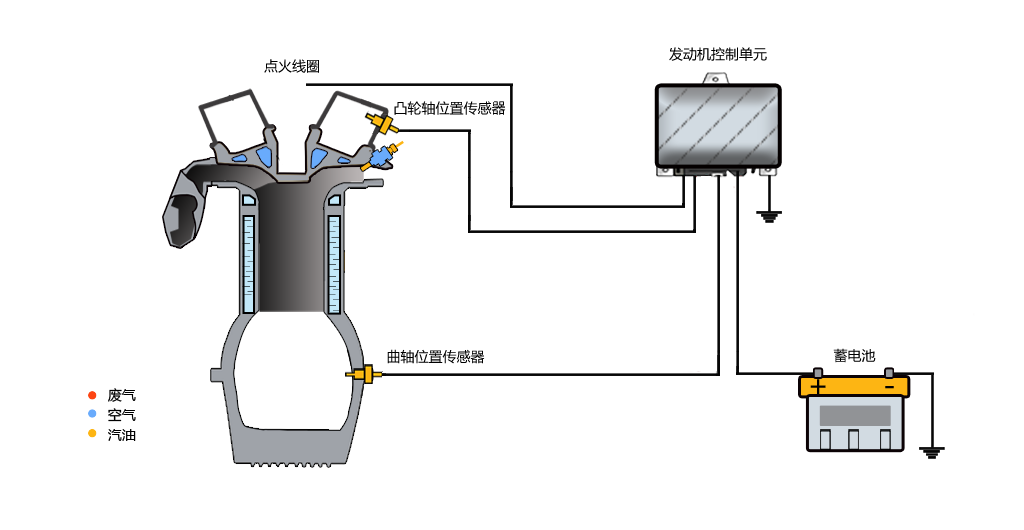 发动机控制单元
点火线圈
凸轮轴位置传感器
曲轴位置传感器
蓄电池
+ −
废气
空气
汽油